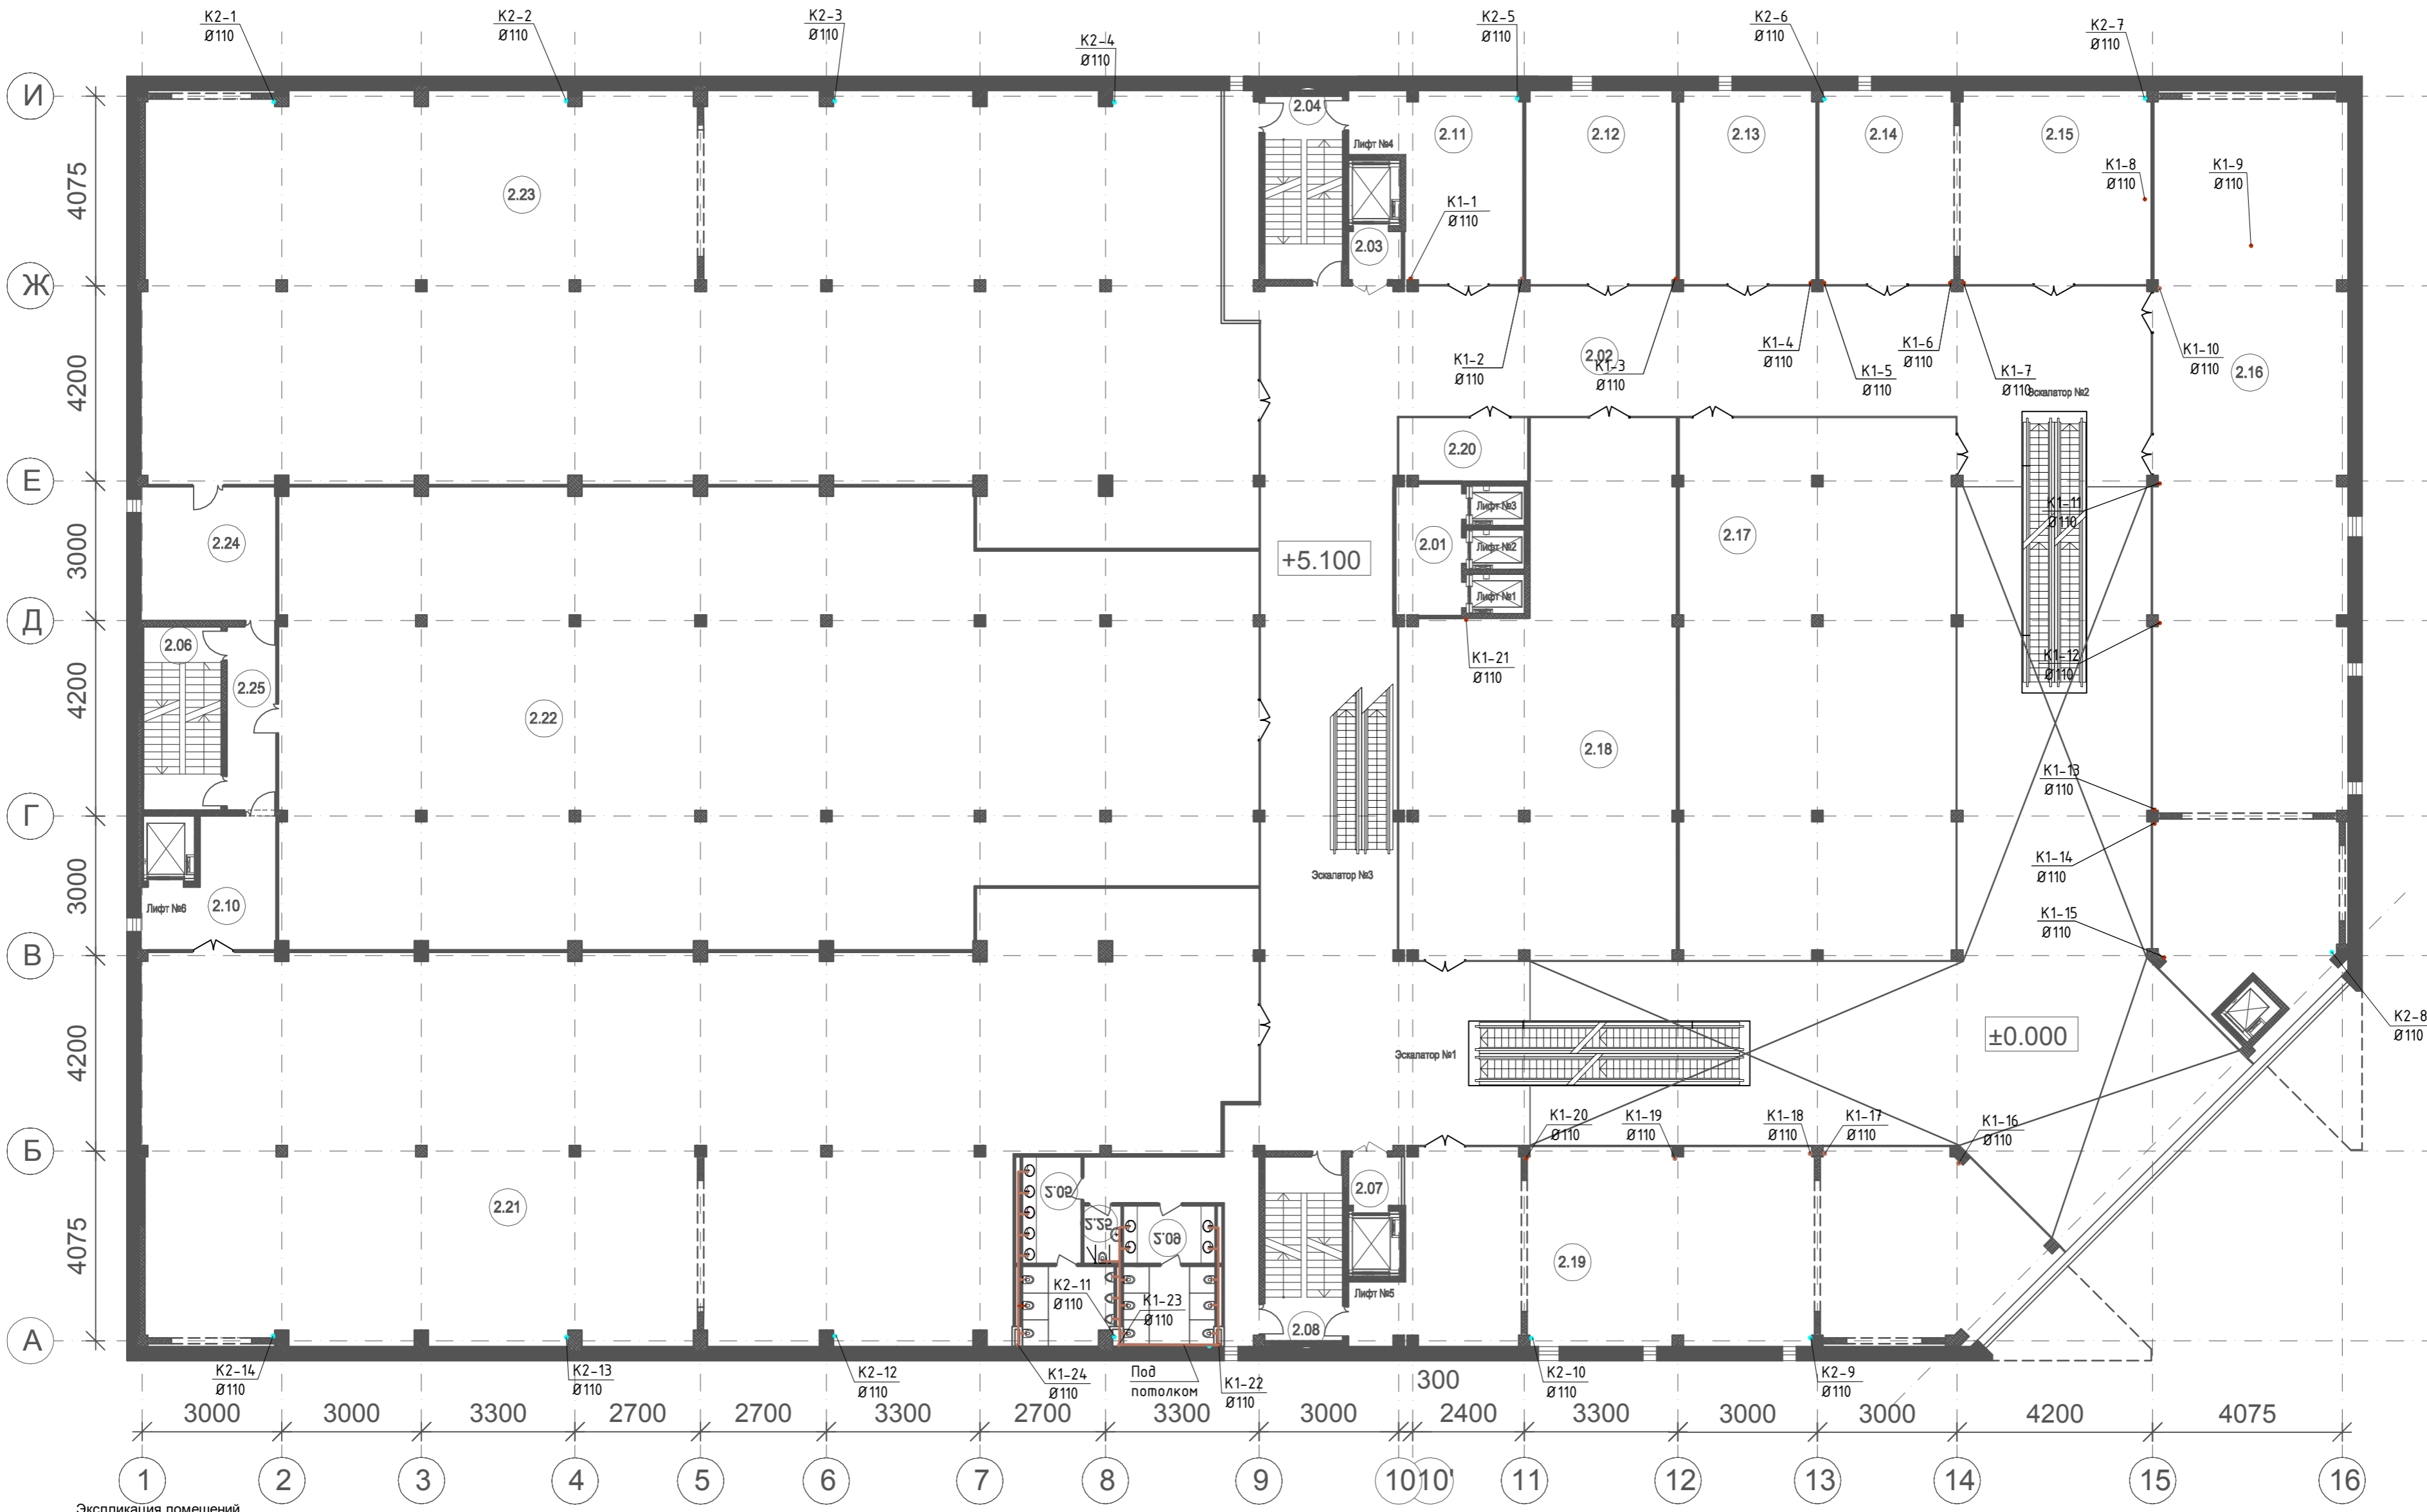 К2-1
Ø110
К2-2
Ø110
К2-3
Ø110
К2-4
Ø110
К2-5
Ø110
К2-6
Ø110
К2-7
Ø110
И
2.04
2.11
2.12
2.13
2.14
2.15
Лифт №4
4075
2.23
К1-8
Ø110
К1-9
Ø110
К1-1
Ø110
2.03
Ж
4200
К1-2
Ø110
2.02
К1-3
Ø110
К1-4
Ø110
К1-5
Ø110
К1-6
Ø110
К1-7
Ø110
К1-10
Ø110
2.16
Эскалатор №2
2.20
Е
К1-11
Ø110
Лифт №3
2.24
2.01
2.17
3000
Лифт №2
+5.100
Лифт №1
Д
2.06
К1-21
Ø110
К1-12
Ø110
4200
2.25
2.22
2.18
К1-13
Ø110
Г
К1-14
Ø110
Эскалатор №3
3000
Лифт №6
2.10
К1-15
Ø110
В
К2-8
Ø110
4200
Эскалатор №1
±0.000
К1-20
Ø110
К1-19
Ø110
К1-18
Ø110
К1-17
Ø110
К1-16
Ø110
Б
2.05
2.07
2.21
2.25
2.09
4075
2.19
К2-11
Ø110
К1-23
Ø110
Лифт №5
2.08
А
К2-14
Ø110
К2-13
Ø110
К2-12
Ø110
К1-24
Ø110
Под
потолком
К1-22
Ø110
К2-10
Ø110
К2-9
Ø110
300
3000
3000
3300
2700
2700
3300
2700
3300
3000
2400
3300
3000
3000
4200
4075
1
2
3
4
5
6
7
8
9
10
10'
11
12
13
14
15
16
Экспликация помещений